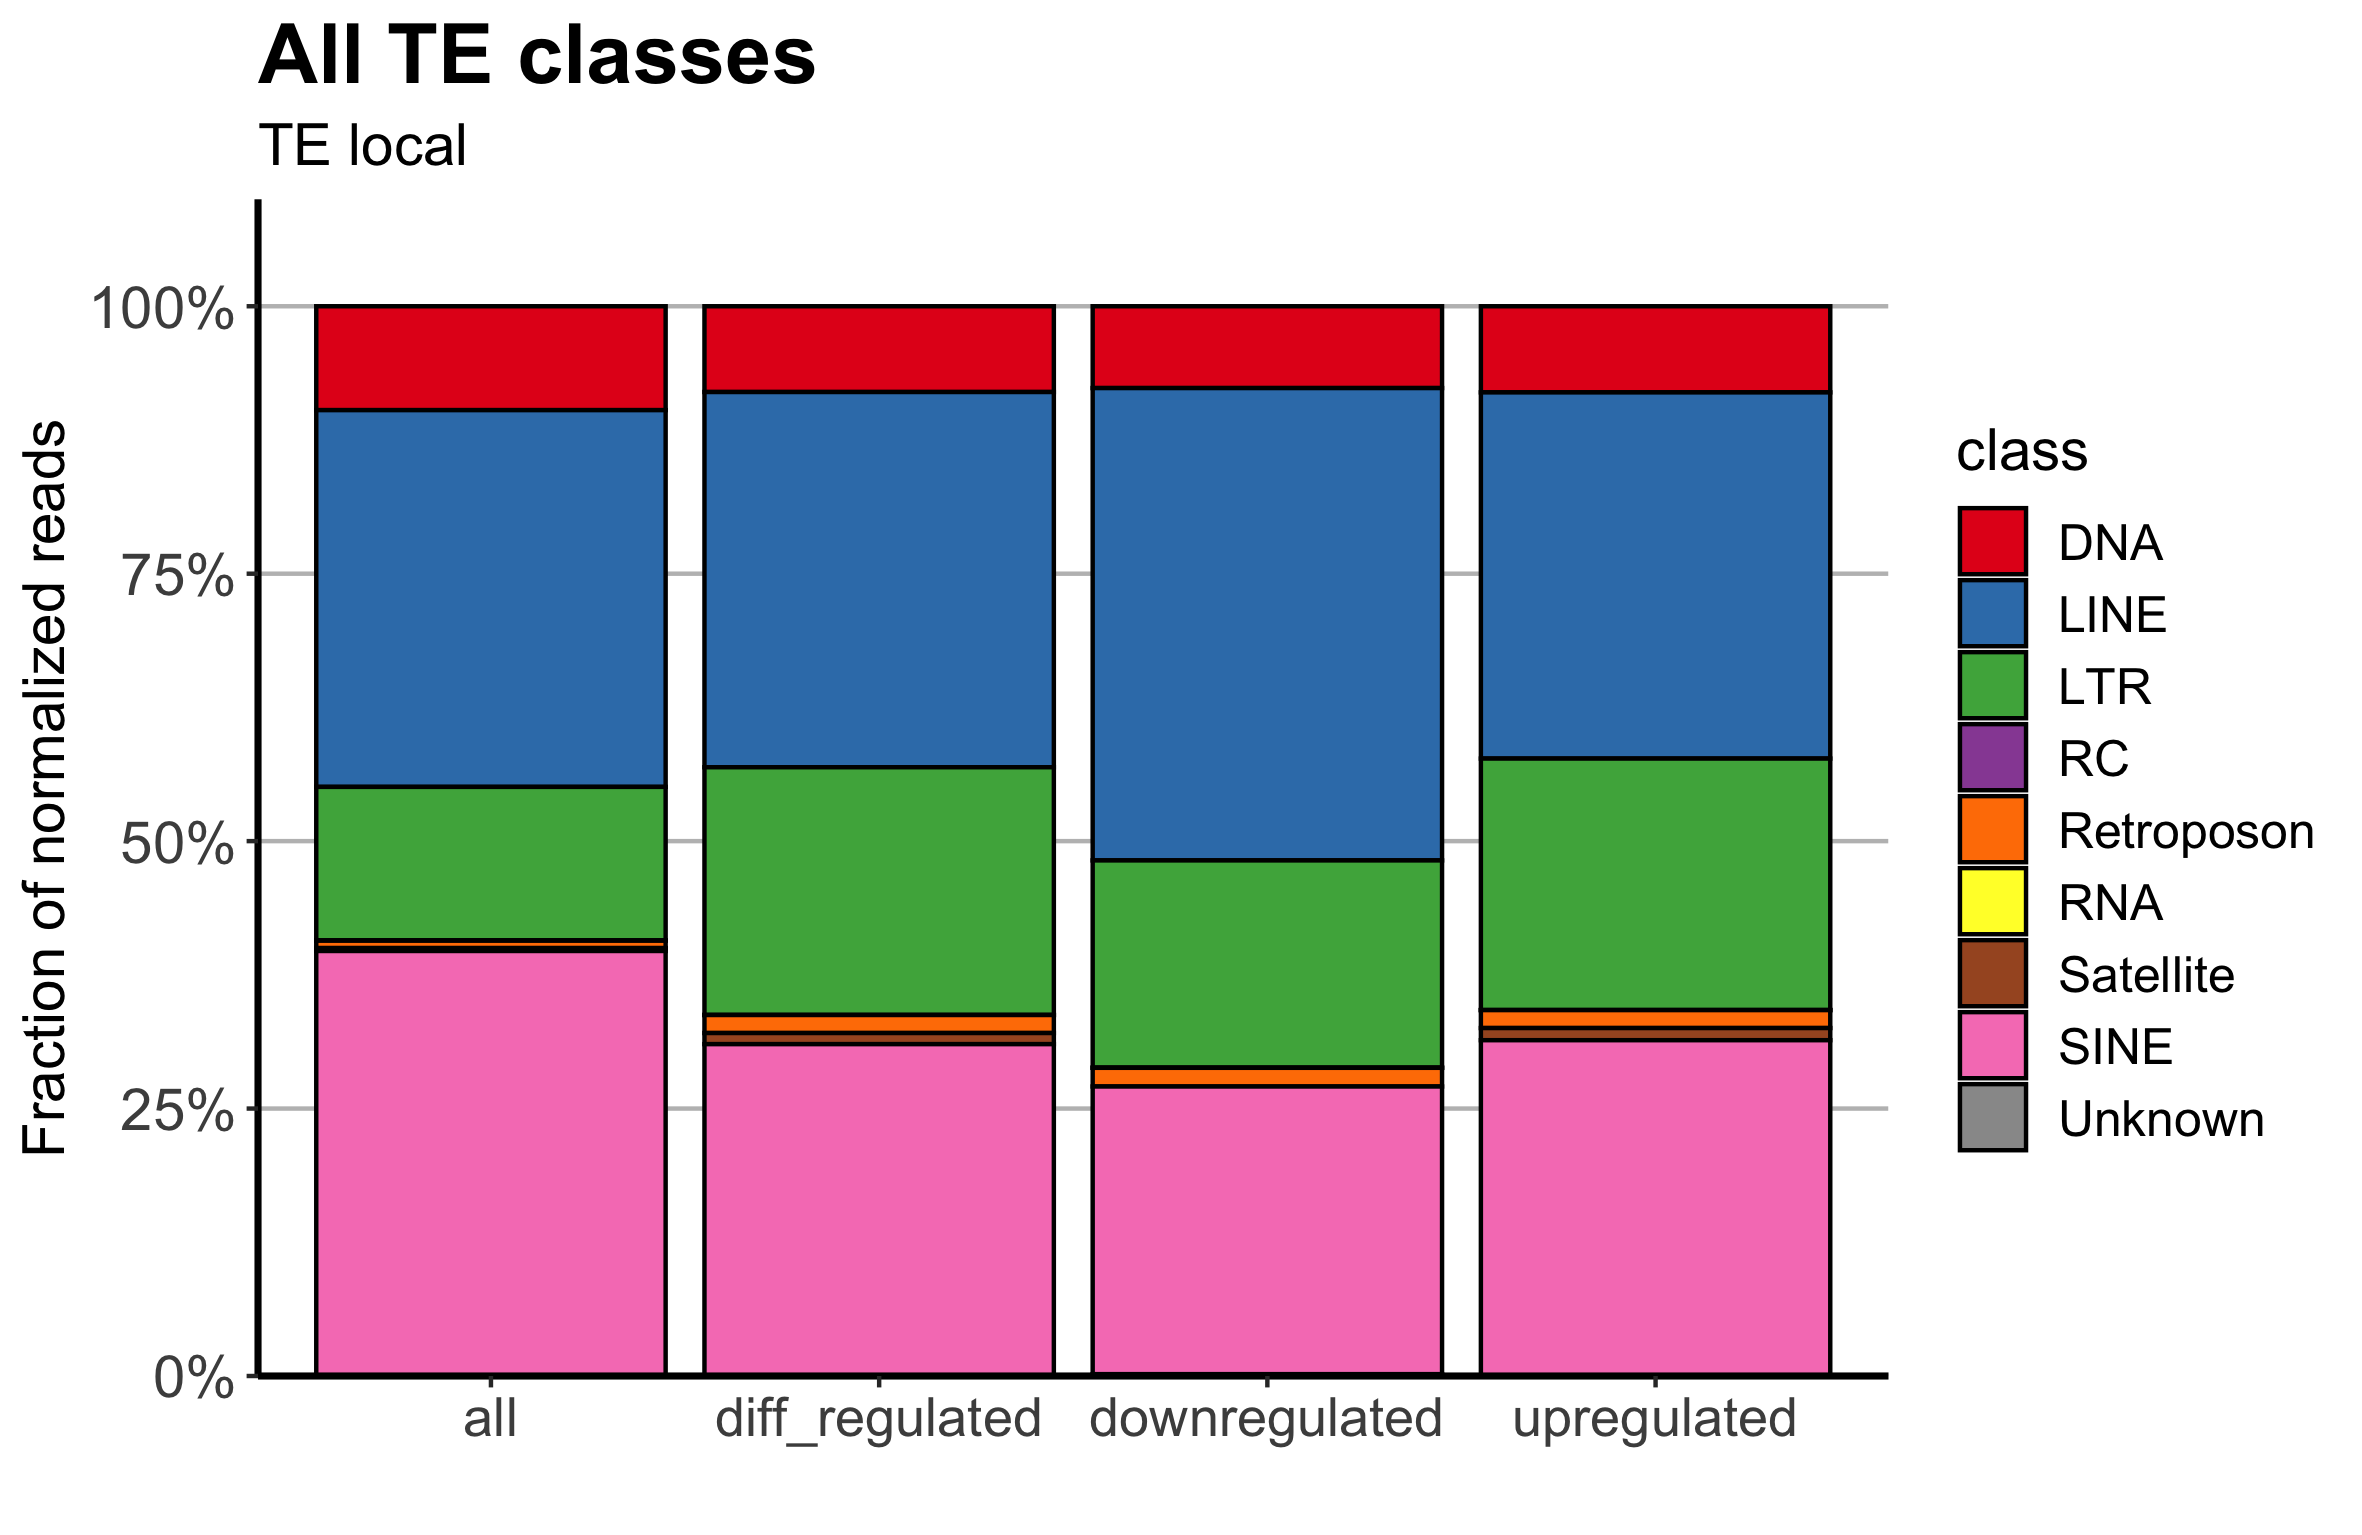 All TE classes
TE local
Fraction of normalized reads
100%
75%
50%
25%
0%
all
diff_regulated
downregulated
upregulated
class
DNA
LINE
LTR
RC
Retroposon
RNA
Satellite
SINE
Unknown